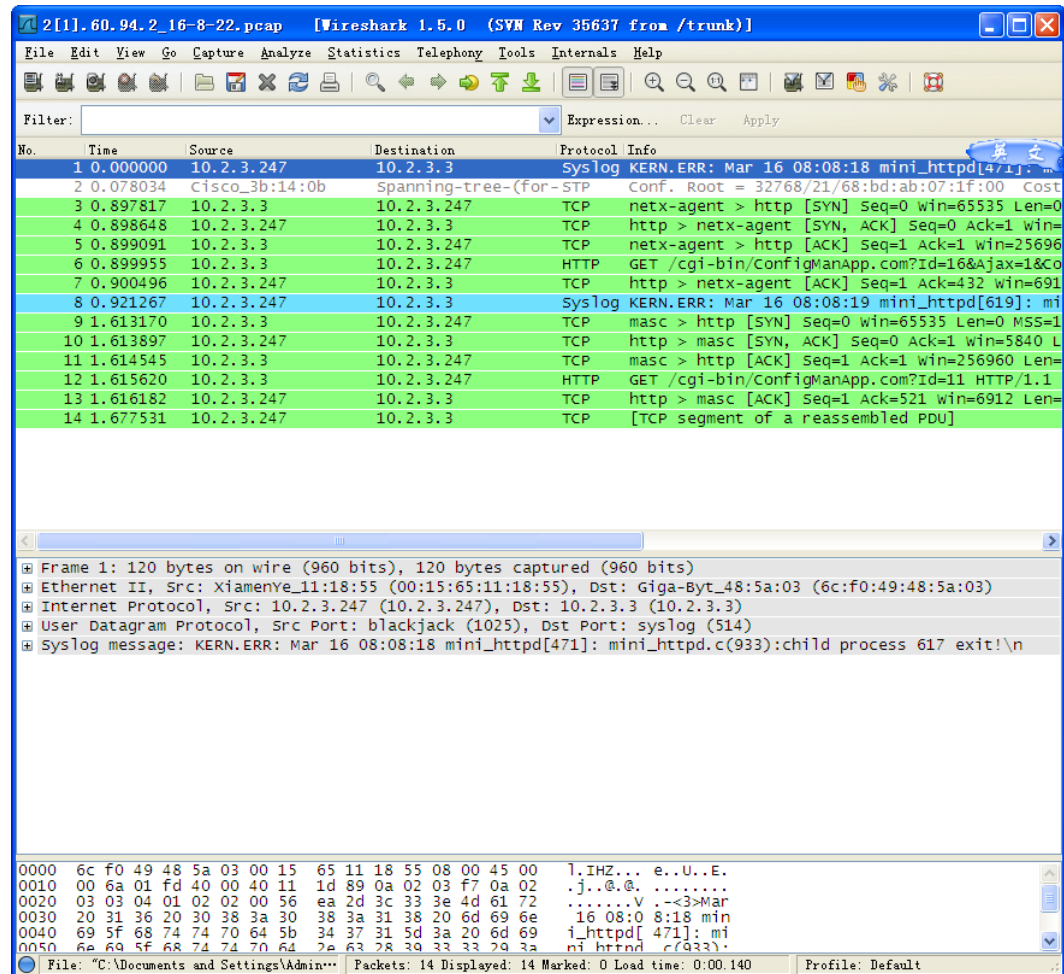 2[1].60.94.2_16-8-22.pcap [Wireshark 1.5.0 (SVN Rev 35637 from /trunk)]
File Edit View Go Capture Analyze Statistics Telephony Tools Internals Help
Filter: Expression... Clear Apply
No. Time Source Destination Protocol Info
英 文
1 0.000000 10.2.3.247 10.2.3.3 Syslog KERN.ERR: Mar 16 08:08:18 mini_httpd[471]: m
2 0.078034 Cisco_3b:14:0b Spanning-tree-(for- STP Conf. Root = 32768/21/68:bd:ab:07:1f:00 Cost
3 0.897817 10.2.3.3 10.2.3.247 TCP netx-agent > http [SYN] Seq=0 Win=65535 Len=0
4 0.898648 10.2.3.247 10.2.3.3 TCP http > netx-agent [SYN, ACK] Seq=0 Ack=1 Win=
5 0.899091 10.2.3.3 10.2.3.247 TCP netx-agent > http [ACK] Seq=1 Ack=1 Win=25696
6 0.899955 10.2.3.3 10.2.3.247 HTTP GET /cgi-bin/ConfigManApp.com?Id=16&Ajax=1&Co
7 0.900496 10.2.3.247 10.2.3.3 TCP http > netx-agent [ACK] Seq=1 Ack=432 Win=691
8 0.921267 10.2.3.247 10.2.3.3 Syslog KERN.ERR: Mar 16 08:08:19 mini_httpd[619]: mi
9 1.613170 10.2.3.3 10.2.3.247 TCP masc > http [SYN] Seq=0 Win=65535 Len=0 MSS=1
10 1.613897 10.2.3.247 10.2.3.3 TCP http > masc [SYN, ACK] Seq=0 Ack=1 Win=5840 L
11 1.614545 10.2.3.3 10.2.3.247 TCP masc > http [ACK] Seq=1 Ack=1 Win=256960 Len=
12 1.615620 10.2.3.3 10.2.3.247 HTTP GET /cgi-bin/ConfigManApp.com?Id=11 HTTP/1.1
13 1.616182 10.2.3.247 10.2.3.3 TCP http > masc [ACK] Seq=1 Ack=521 Win=6912 Len=
14 1.677531 10.2.3.247 10.2.3.3 TCP [TCP segment of a reassembled PDU]
Frame 1: 120 bytes on wire (960 bits), 120 bytes captured (960 bits)
Ethernet II, Src: XiamenYe_11:18:55 (00:15:65:11:18:55), Dst: Giga-Byt_48:5a:03 (6c:f0:49:48:5a:03)
Internet Protocol, Src: 10.2.3.247 (10.2.3.247), Dst: 10.2.3.3 (10.2.3.3)
User Datagram Protocol, Src Port: blackjack (1025), Dst Port: syslog (514)
Syslog message: KERN.ERR: Mar 16 08:08:18 mini_httpd[471]: mini_httpd.c(933):child process 617 exit!\n
0000 6c f0 49 48 5a 03 00 15 65 11 18 55 08 00 45 00 l.IHZ... e..U..E.
0010 00 6a 01 fd 40 00 40 11 1d 89 0a 02 03 f7 0a 02 .j..@.@. ........
0020 03 03 04 01 02 02 00 56 ea 2d 3c 33 3e 4d 61 72 .......V .-<3>Mar
0030 20 31 36 20 30 38 3a 30 38 3a 31 38 20 6d 69 6e 16 08:0 8:18 min
0040 69 5f 68 74 74 70 64 5b 34 37 31 5d 3a 20 6d 69 i_httpd[ 471]: mi
0050 6e 69 5f 68 74 74 70 64 2e 63 28 39 33 33 29 3a ni_httpd .c(933):
File: "C:\Documents and Settings\Admin··· Packets: 14 Displayed: 14 Marked: 0 Load time: 0:00.140 Profile: Default